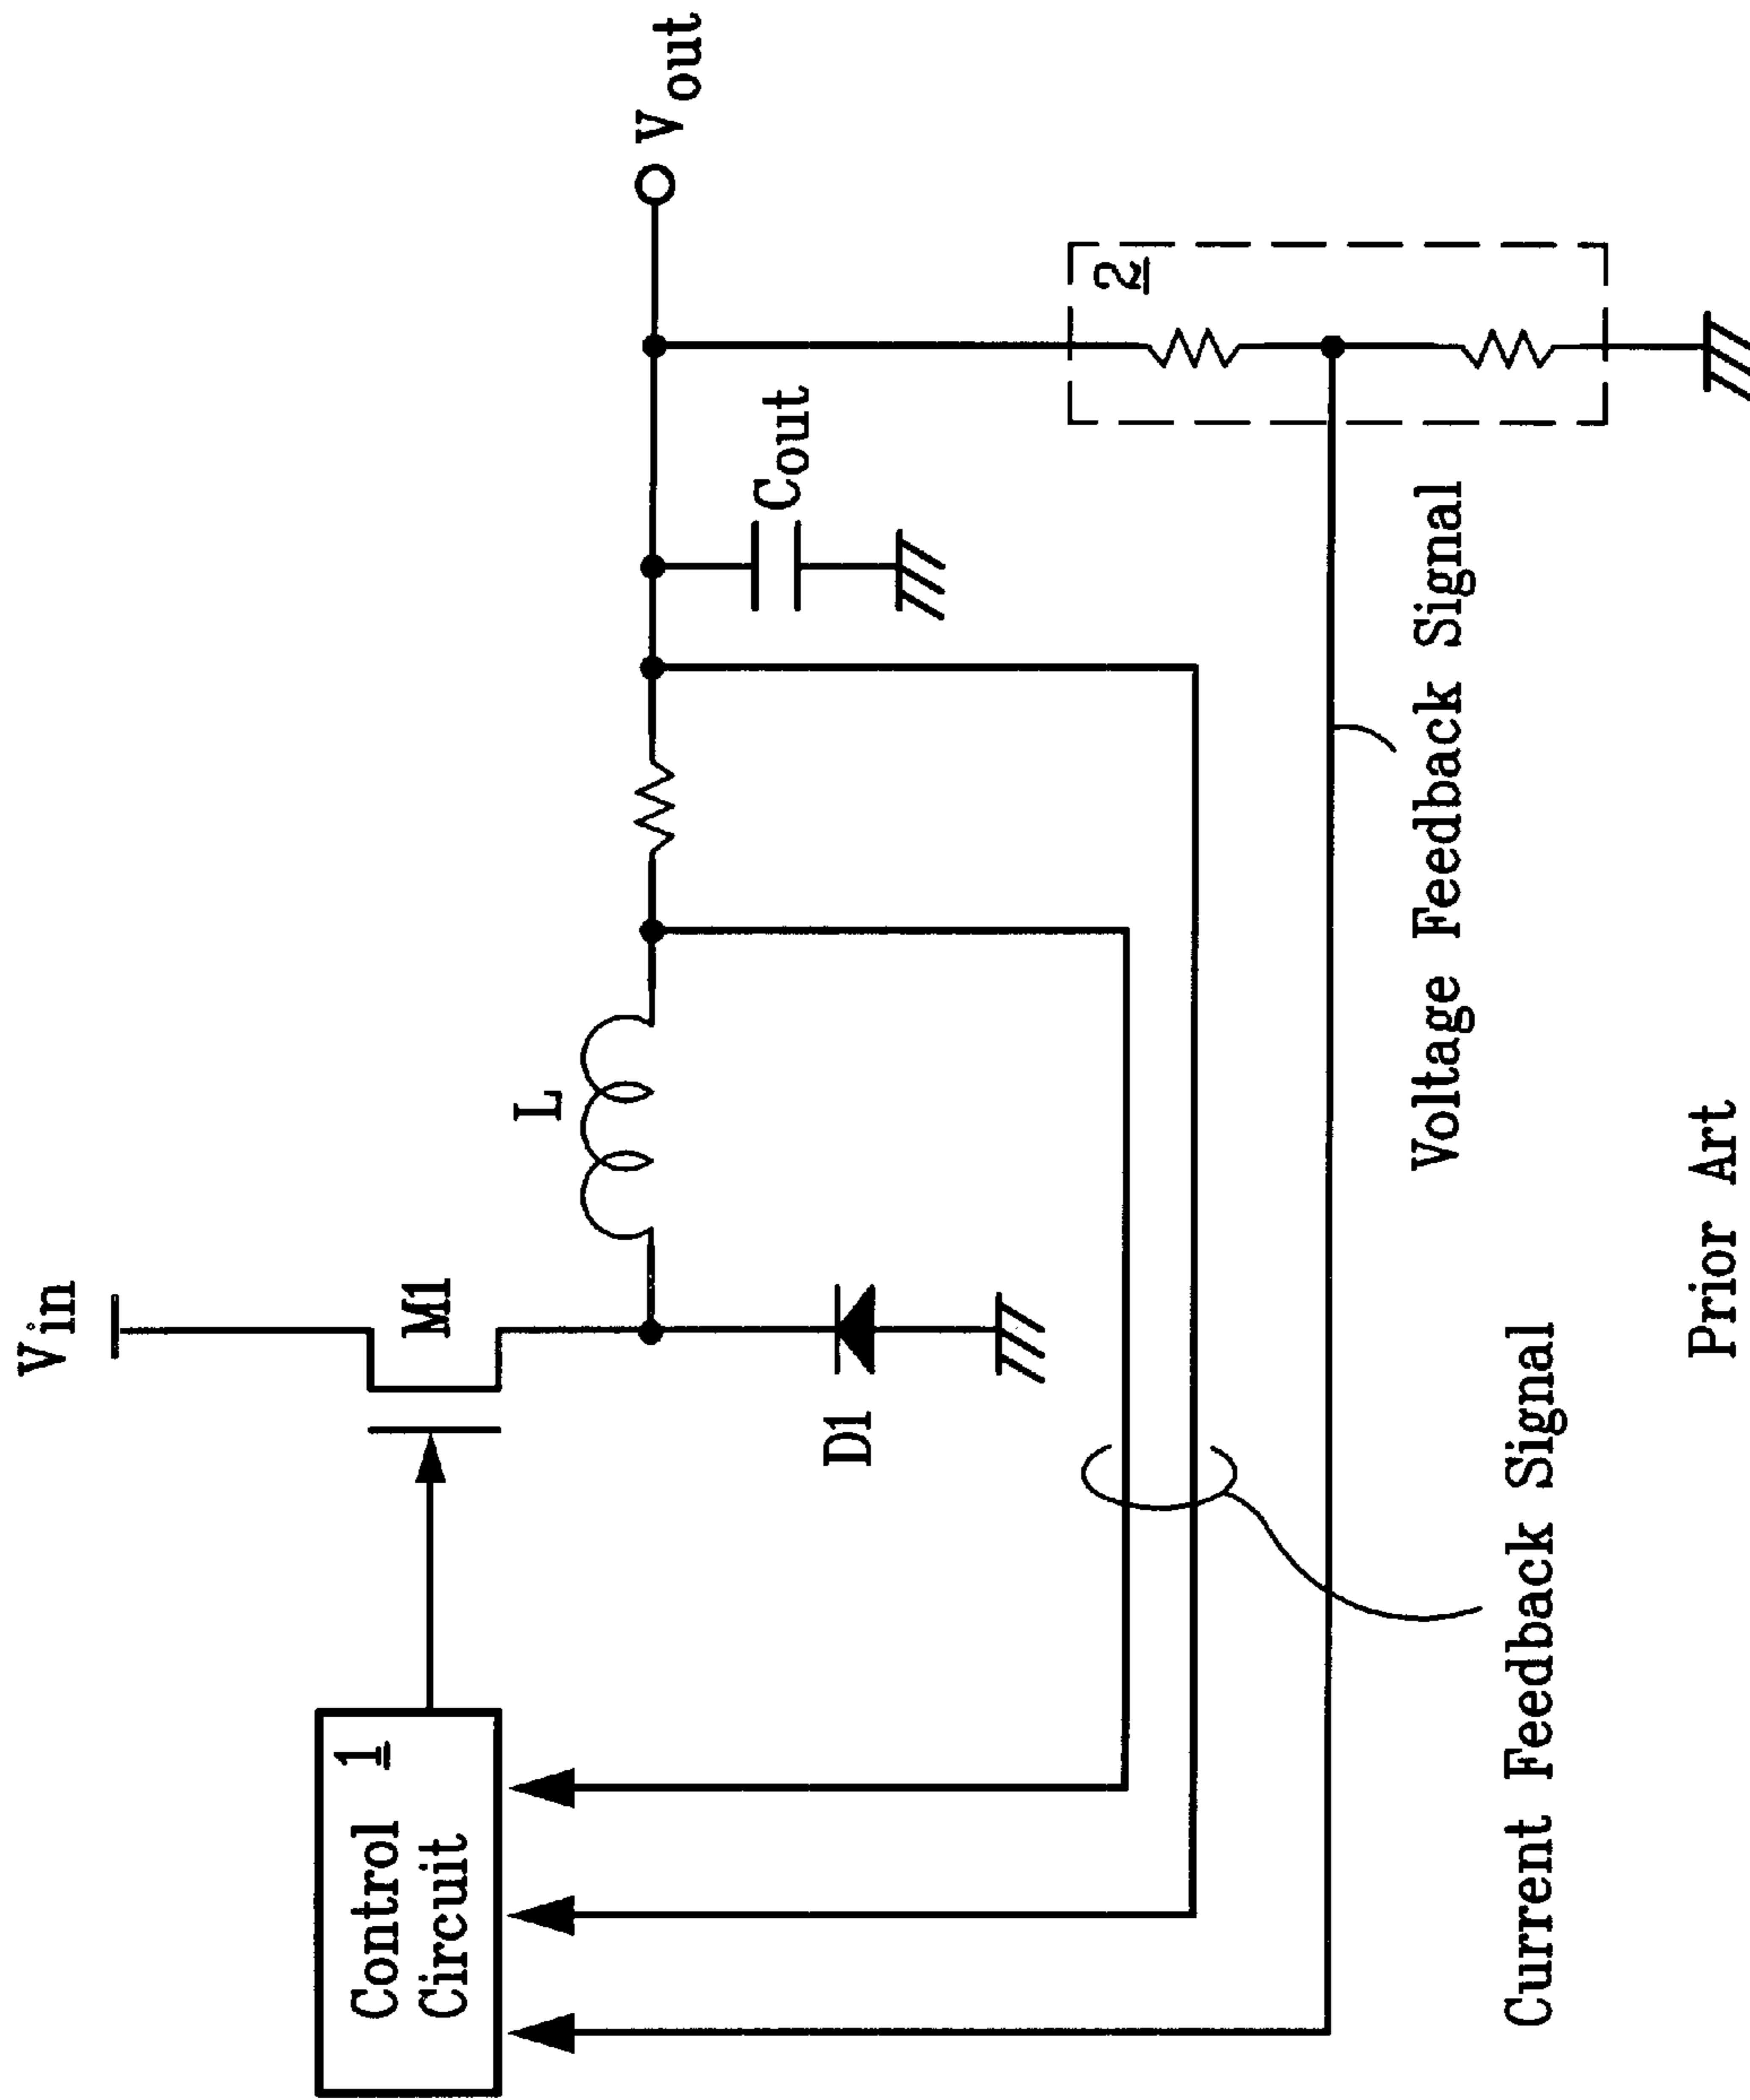 Vin
M1
L
Vout
Control 1
Circuit
D1
Cout
2
Voltage Feedback Signal
Current Feedback Signal
Prior Art